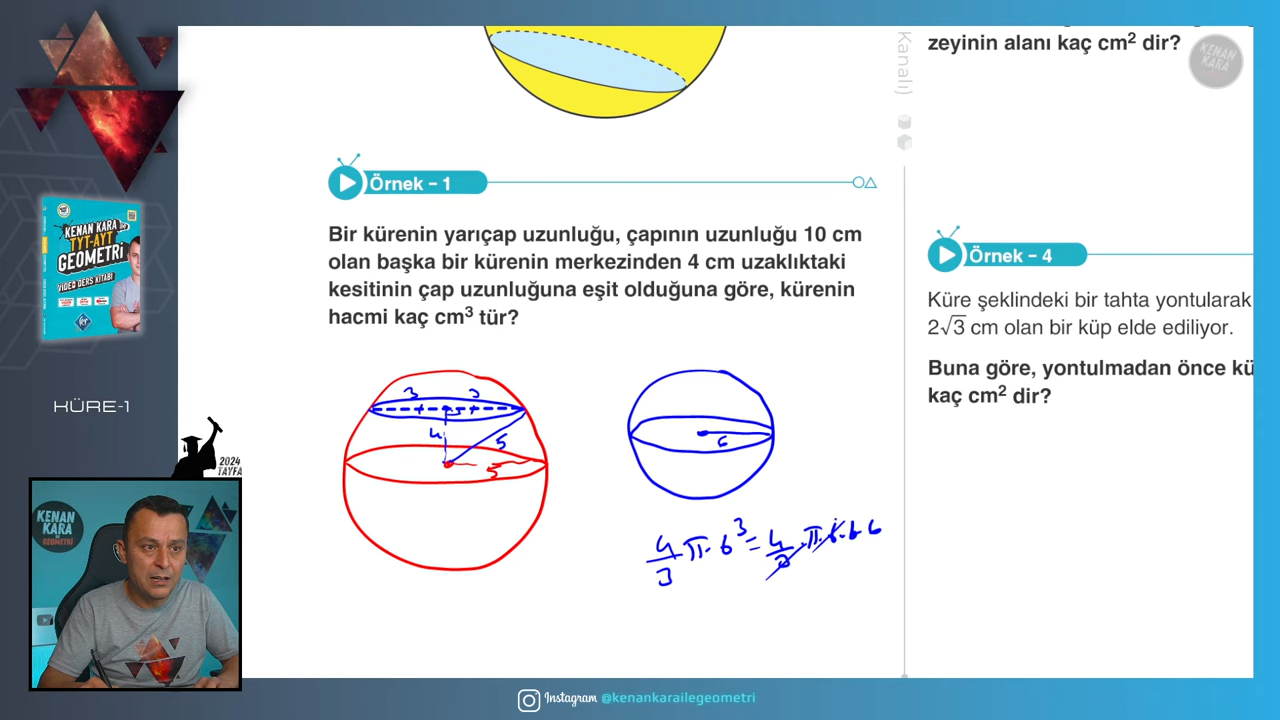 zeyinin alanı kaç cm² dir?
KENAN
KARA
Kanalı)
Örnek – 1
Bir kürenin yarıçap uzunluğu, çapının uzunluğu 10 cm
olan başka bir kürenin merkezinden 4 cm uzaklıktaki
kesitinin çap uzunluğuna eşit olduğuna göre, kürenin
hacmi kaç cm³ tür?
3
4
5
5
6
4/3 π·6³=4/3·π·6·6·6
Örnek – 4
Küre şeklindeki bir tahta yontularak
2√3 cm olan bir küp elde ediliyor.
Buna göre, yontulmadan önce kü
kaç cm² dir?
KENAN KARA
TYT-AYT
GEOMETRİ
VİDEO DERS KİTABI
KÜRE-1
2024
TAYFA
KENAN
KARA
GEOMETRİ
Instagram @kenankarailegeometri